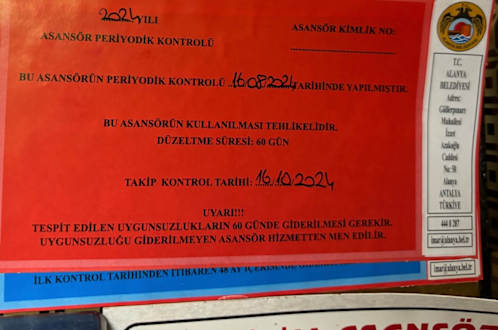 2024 YILI
ASANSÖR PERİYODİK KONTROLÜ
ASANSÖR KİMLİK NO:
BU ASANSÖRÜN PERİYODİK KONTROLÜ 16.08.2024 TARİHİNDE YAPILMIŞTIR.
BU ASANSÖRÜN KULLANILMASI TEHLİKELİDİR.
DÜZELTME SÜRESİ: 60 GÜN
TAKİP KONTROL TARİHİ: 16.10.2024
UYARI!!!
TESPİT EDİLEN UYGUNSUZLUKLARIN 60 GÜNDE GİDERİLMESİ GEREKİR.
UYGUNSUZLUĞU GİDERİLMEYEN ASANSÖR HİZMETTEN MEN EDİLİR.
T.C.
ALANYA
BELEDİYESİ
Adres:
Güllerpınarı
Mahallesi
İzzet
Azakoğlu
Caddesi
No: 50
Alanya
ANTALYA
TÜRKİYE
444 8 207
imar@alanya.bel.tr
İLK KONTROL TARİHİNDEN İTİBAREN 48 AY İÇERİSİNDE
imar@alanya.bel.tr
ASANSÖ